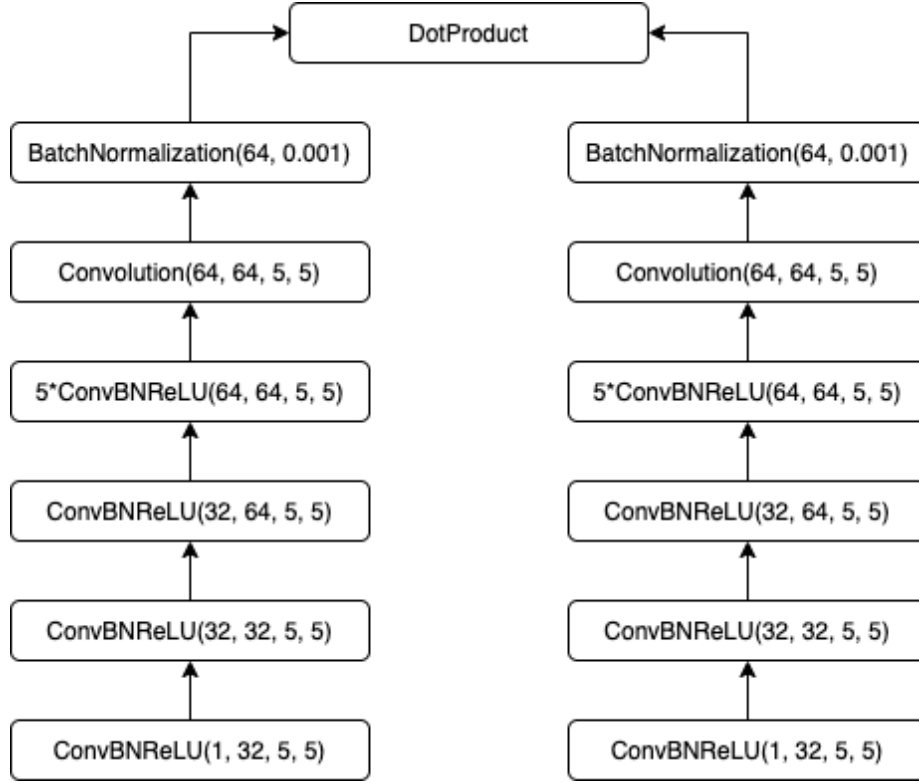 DotProduct
BatchNormalization(64, 0.001)
BatchNormalization(64, 0.001)
Convolution(64, 64, 5, 5)
Convolution(64, 64, 5, 5)
5*ConvBNReLU(64, 64, 5, 5)
5*ConvBNReLU(64, 64, 5, 5)
ConvBNReLU(32, 64, 5, 5)
ConvBNReLU(32, 64, 5, 5)
ConvBNReLU(32, 32, 5, 5)
ConvBNReLU(32, 32, 5, 5)
ConvBNReLU(1, 32, 5, 5)
ConvBNReLU(1, 32, 5, 5)